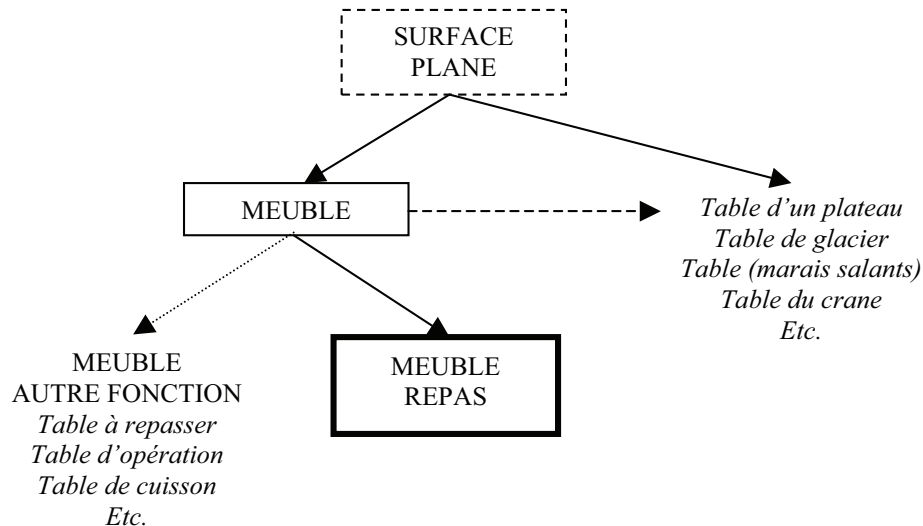 SURFACE
PLANE
MEUBLE
Table d’un plateau
Table de glacier
Table (marais salants)
Table du crane
Etc.
MEUBLE
AUTRE FONCTION
Table à repasser
Table d’opération
Table de cuisson
Etc.
MEUBLE
REPAS